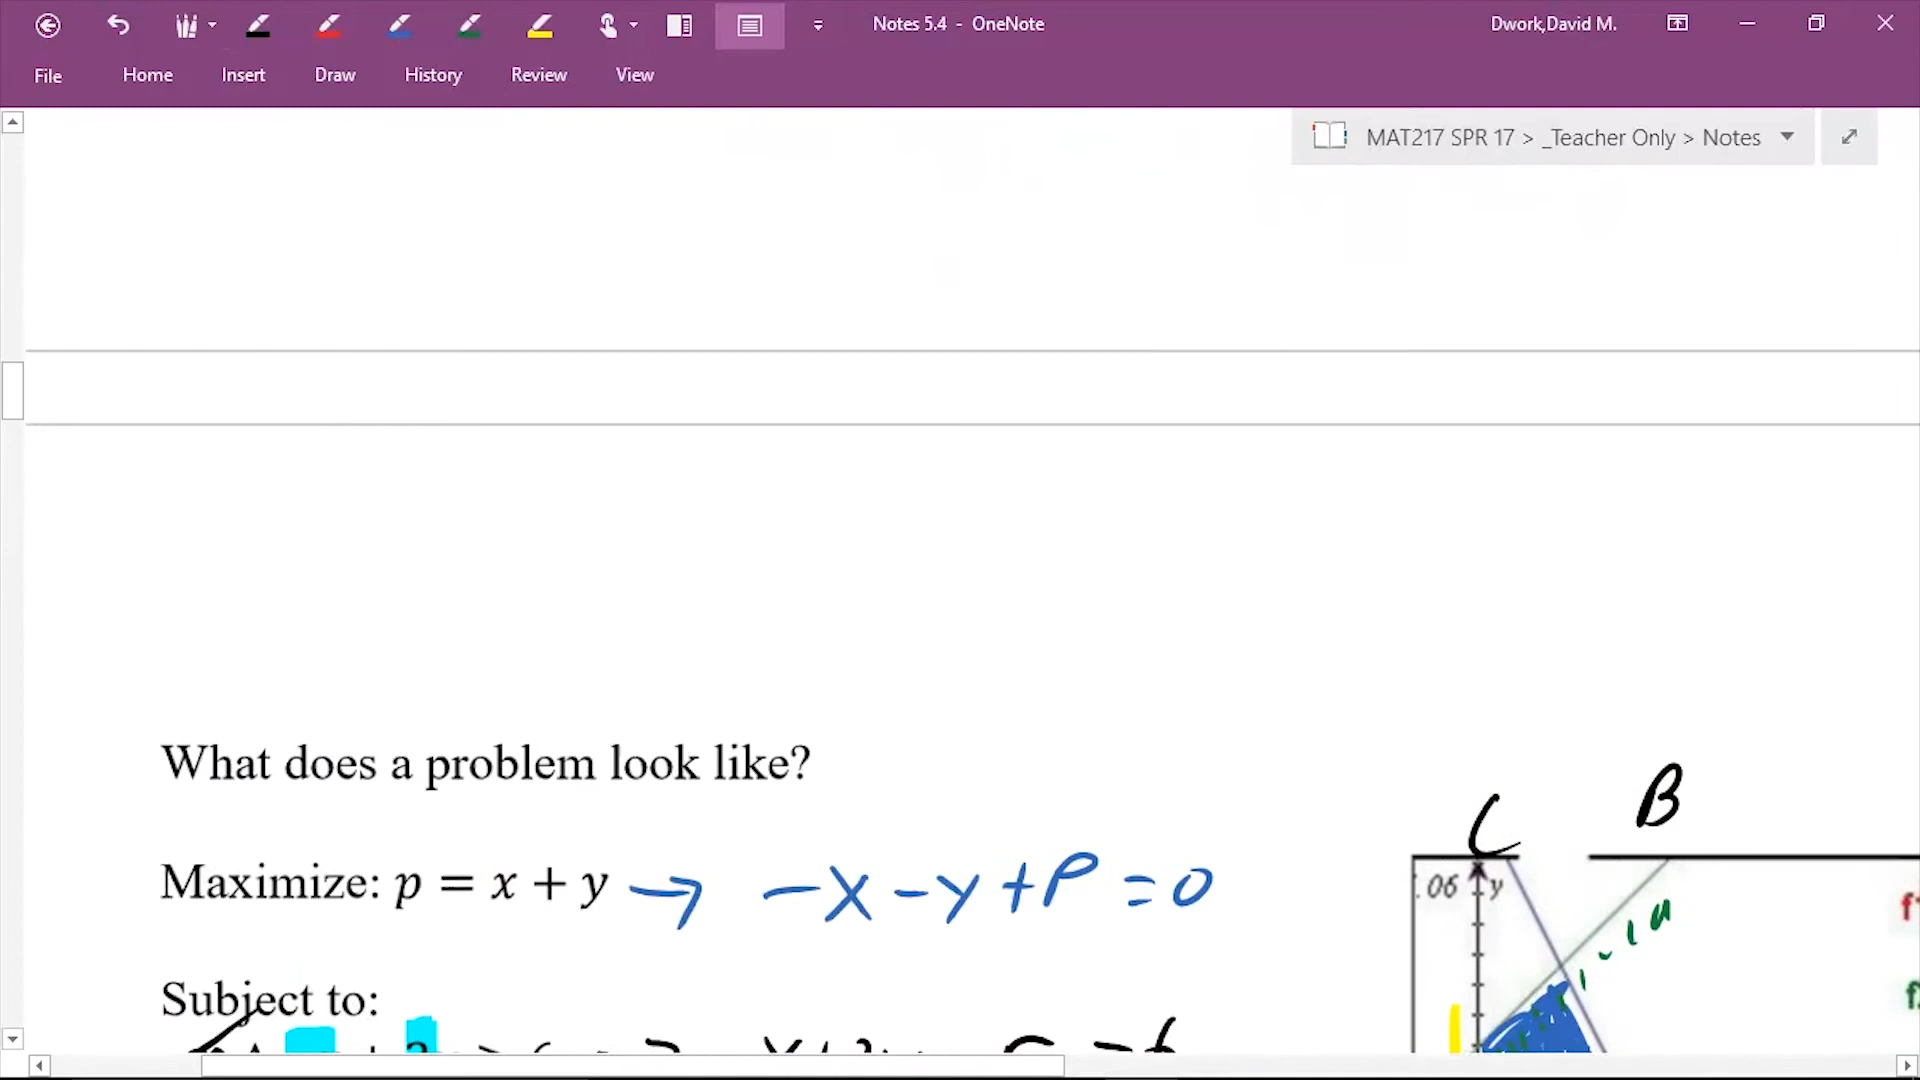 Notes 5.4 - OneNote
Dwork,David M.
File Home Insert Draw History Review View
MAT217 SPR 17 > _Teacher Only > Notes
What does a problem look like?
C B
Maximize: p = x + y → -x - y + P = 0
.06 y
Subject to: